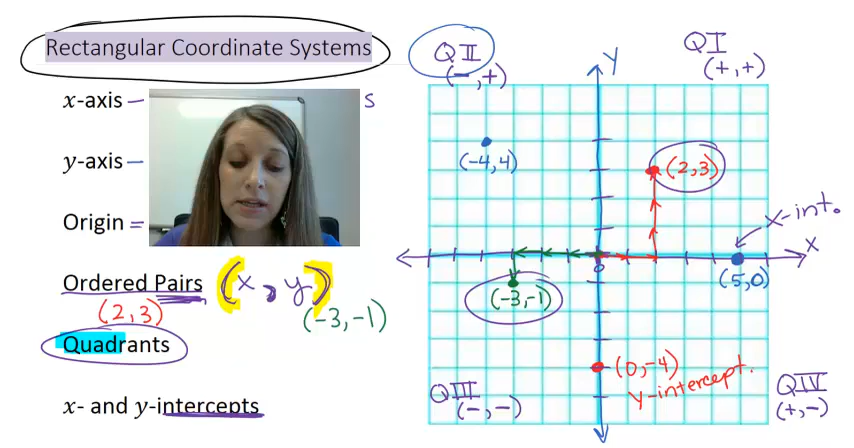 Rectangular Coordinate Systems
x-axis – s
y-axis –
Origin =
Ordered Pairs (x, y)
(2,3) (-3,-1)
Quadrants
x- and y-intercepts
QII
(-,+)
Y
QI
(+,+)
(-4,4)
(2,3)
x-int.
X
0
(5,0)
(-3,-1)
(0,-4)
Y-intercept.
QIII
(-,-)
QIV
(+,-)